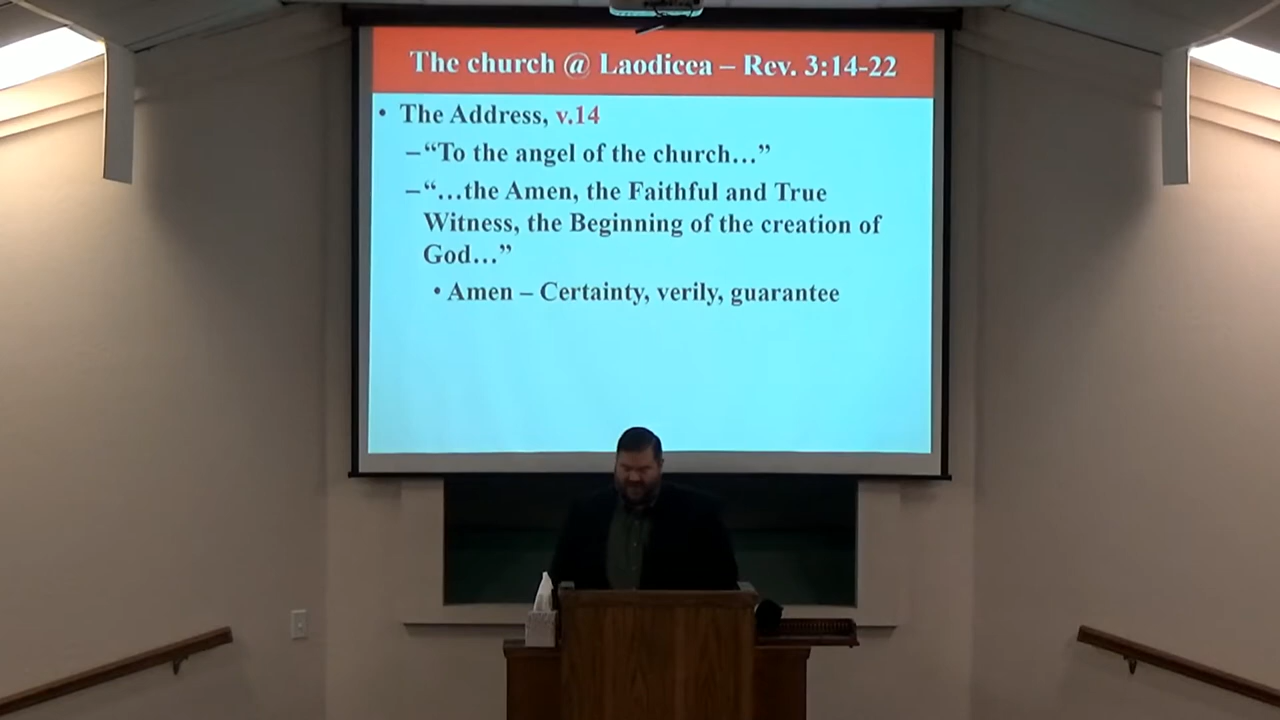 The church @ Laodicea – Rev. 3:14-22
• The Address, v.14
–“To the angel of the church…”
–“…the Amen, the Faithful and True
Witness, the Beginning of the creation of
God…”
• Amen – Certainty, verily, guarantee